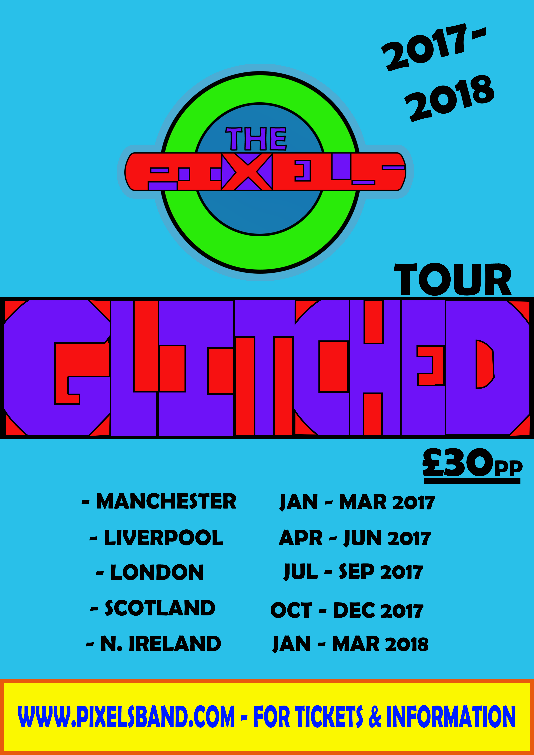 2017-
2018
THE
PIXELS
TOUR
GLITCHED
£30PP
- MANCHESTER JAN - MAR 2017
- LIVERPOOL APR - JUN 2017
- LONDON JUL - SEP 2017
- SCOTLAND OCT - DEC 2017
- N. IRELAND JAN - MAR 2018
WWW.PIXELSBAND.COM - FOR TICKETS & INFORMATION